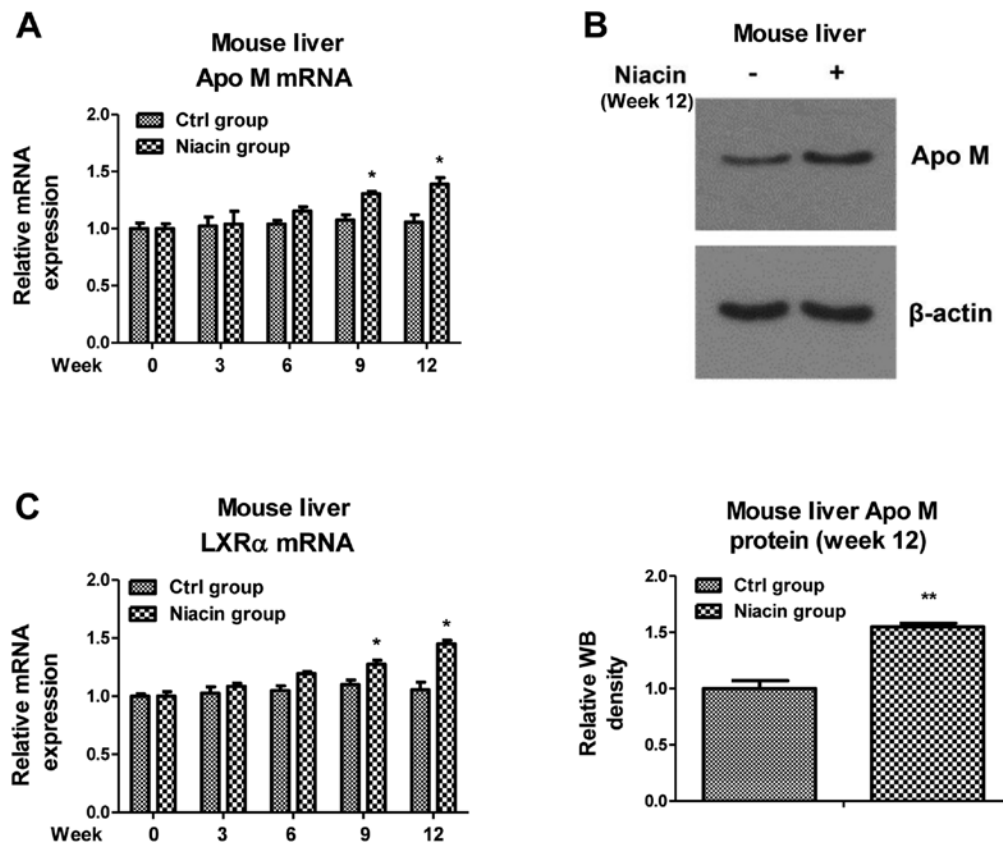 A
Mouse liver
Apo M mRNA
Ctrl group
Niacin group
Relative mRNA
expression
2.0
1.5
1.0
0.5
0.0
*
*
Week 0 3 6 9 12
B
Mouse liver
Niacin - +
(Week 12)
Apo M
β-actin
C
Mouse liver
LXRα mRNA
Ctrl group
Niacin group
Relative mRNA
expression
2.0
1.5
1.0
0.5
0.0
*
*
Week 0 3 6 9 12
Mouse liver Apo M
protein (week 12)
Ctrl group
Niacin group
Relative WB
density
2.0
1.5
1.0
0.5
0.0
**